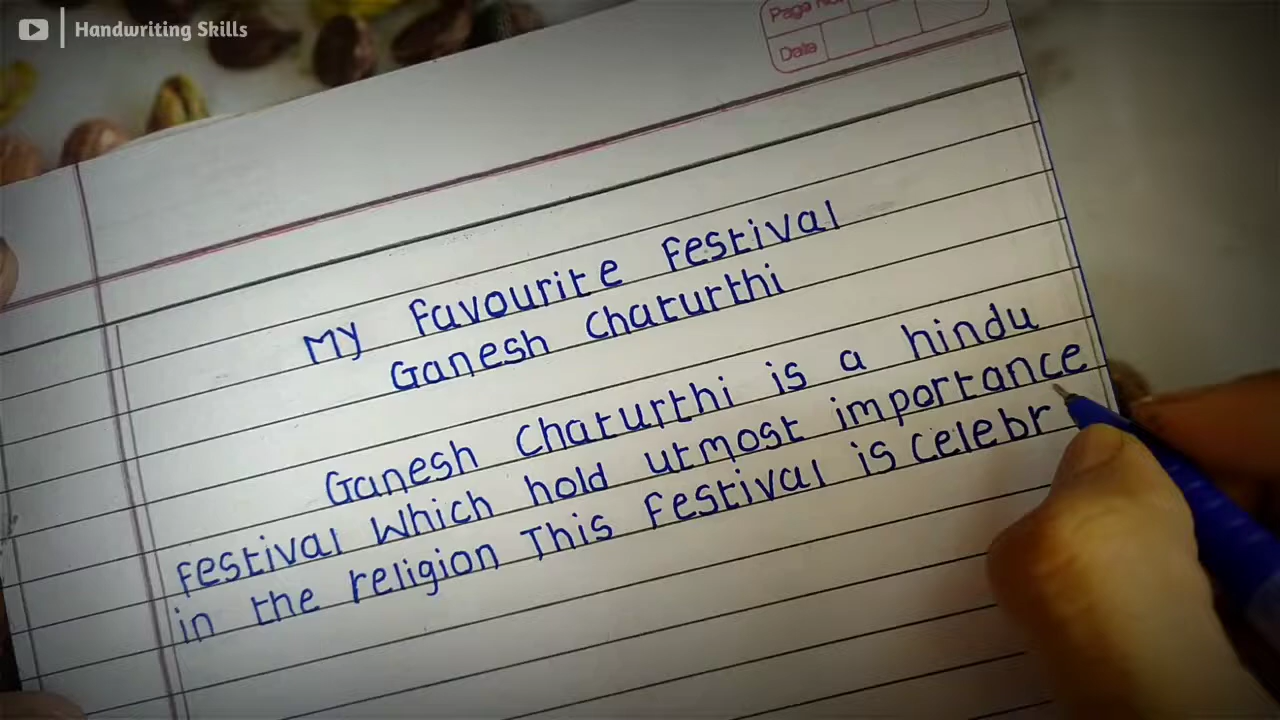 Handwriting Skills
Page No.
Date
My favourite festival
Ganesh Chaturthi
Ganesh Chaturthi is a hindu
festival Which hold utmost importance
in the religion This festival is celebr